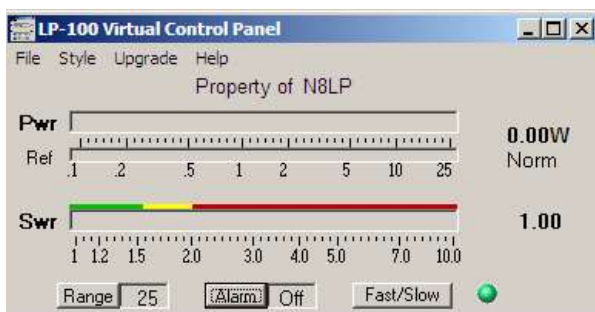 LP-100 Virtual Control Panel
File Style Upgrade Help
Property of N8LP
Pwr
0.00W
Ref
Norm
.1 .2 .5 1 2 5 10 25
Swr
1.00
1 1.2 1.5 2.0 3.0 4.0 5.0 7.0 10.0
Range 25 Alarm Off Fast/Slow